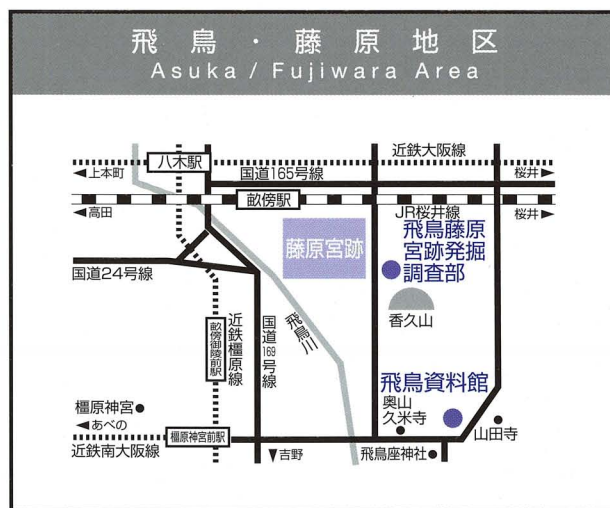 飛鳥・藤原地区
Asuka / Fujiwara Area
近鉄大阪線
八木駅
上本町
国道165号線
桜井
畝傍駅
高田
JR桜井線
桜井
藤原宮跡
飛鳥藤原
宮跡発掘
調査部
国道24号線
香久山
畝傍御陵前駅
近鉄橿原線
国道169号線
飛鳥川
飛鳥資料館
橿原神宮
奥山
久米寺
あべの
橿原神宮前駅
山田寺
近鉄南大阪線
吉野
飛鳥座神社